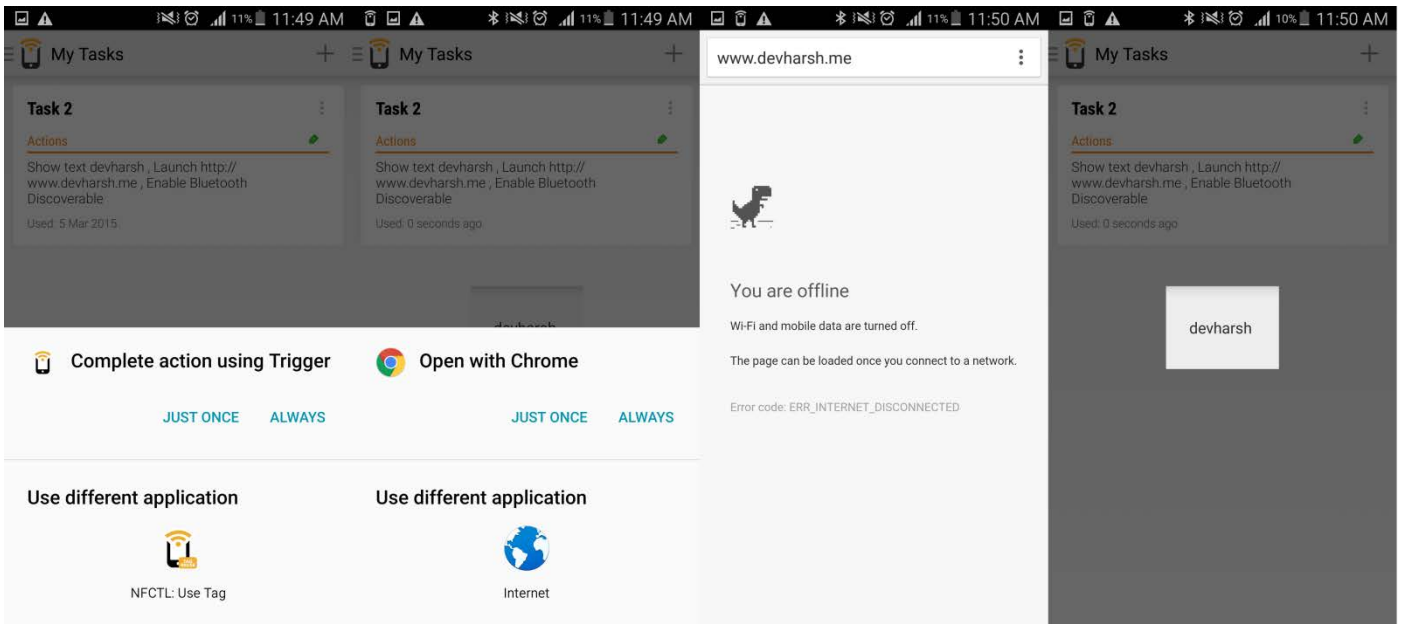 11% 11:49 AM
My Tasks
Task 2
Actions
Show text devharsh , Launch http://
www.devharsh.me , Enable Bluetooth
Discoverable
Used: 5 Mar 2015
Complete action using Trigger
JUST ONCE ALWAYS
Use different application
NFCTL: Use Tag
11% 11:49 AM
My Tasks
Task 2
Actions
Show text devharsh , Launch http://
www.devharsh.me , Enable Bluetooth
Discoverable
Used: 0 seconds ago
devharsh
Open with Chrome
JUST ONCE ALWAYS
Use different application
Internet
11% 11:50 AM
www.devharsh.me
You are offline
Wi-Fi and mobile data are turned off.
The page can be loaded once you connect to a network.
Error code: ERR_INTERNET_DISCONNECTED
10% 11:50 AM
My Tasks
Task 2
Actions
Show text devharsh , Launch http://
www.devharsh.me , Enable Bluetooth
Discoverable
Used: 0 seconds ago
devharsh